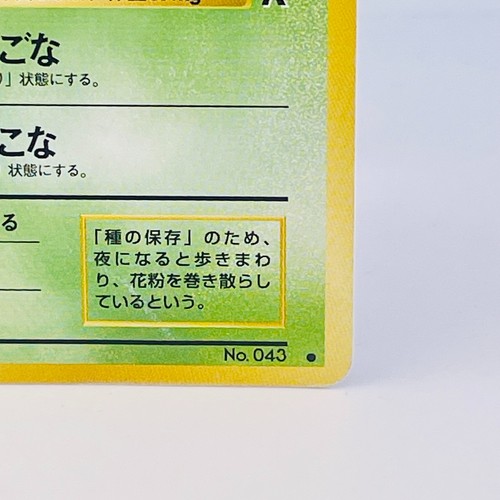 ごな
」状態にする。
こな
状態にする。
る
「種の保存」のため、
夜になると歩きまわ
り、花粉を巻き散らし
ているという。
No. 043 ●